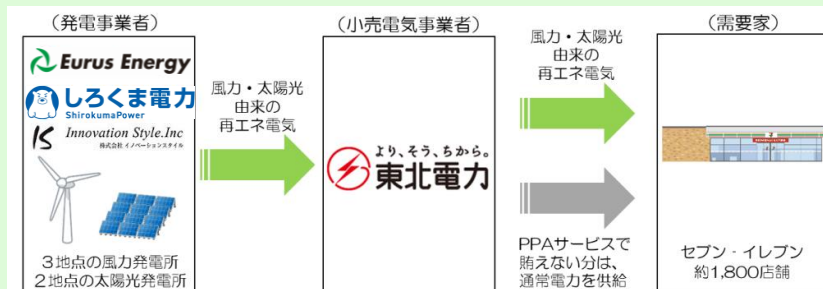 (発電事業者)
Eurus Energy
しろくま電力
ShirokumaPower
IS Innovation Style.Inc
株式会社 イノベーションスタイル
3地点の風力発電所
2地点の太陽光発電所
風力・太陽光
由来の
再エネ電気
(小売電気事業者)
より、そう、ちから。
東北電力
風力・太陽光
由来の
再エネ電気
PPAサービスで
賄えない分は、
通常電力を供給
(需要家)
7
セブン‐イレブン
約1,800店舗